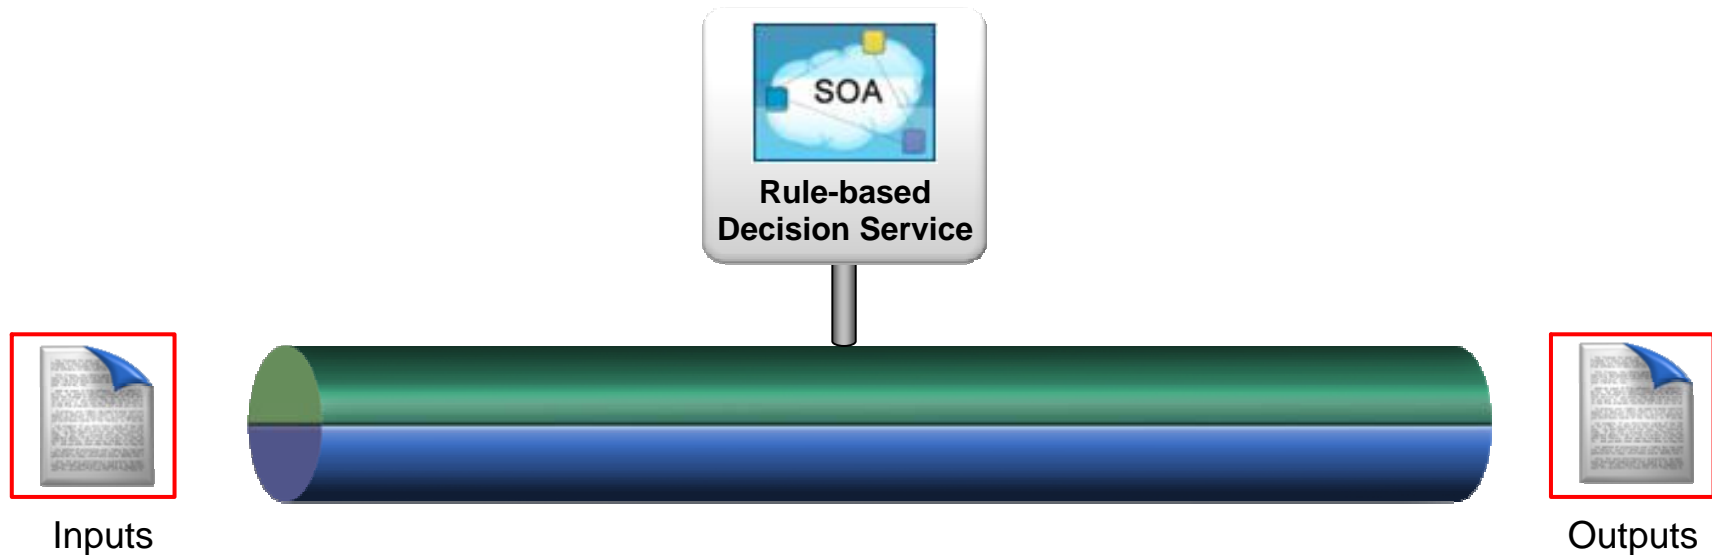 SOA
Rule-based
Decision Service
Inputs
Outputs